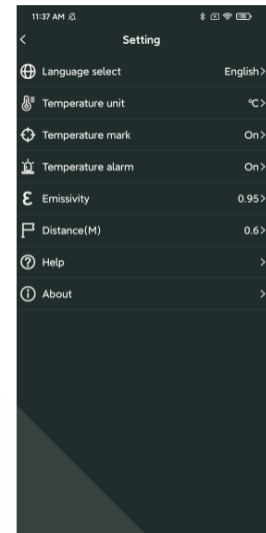 11:37 AM
Setting
Language select English
Temperature unit °C
Temperature mark On
Temperature alarm On
Emissivity 0.95
Distance(M) 0.6
Help
About